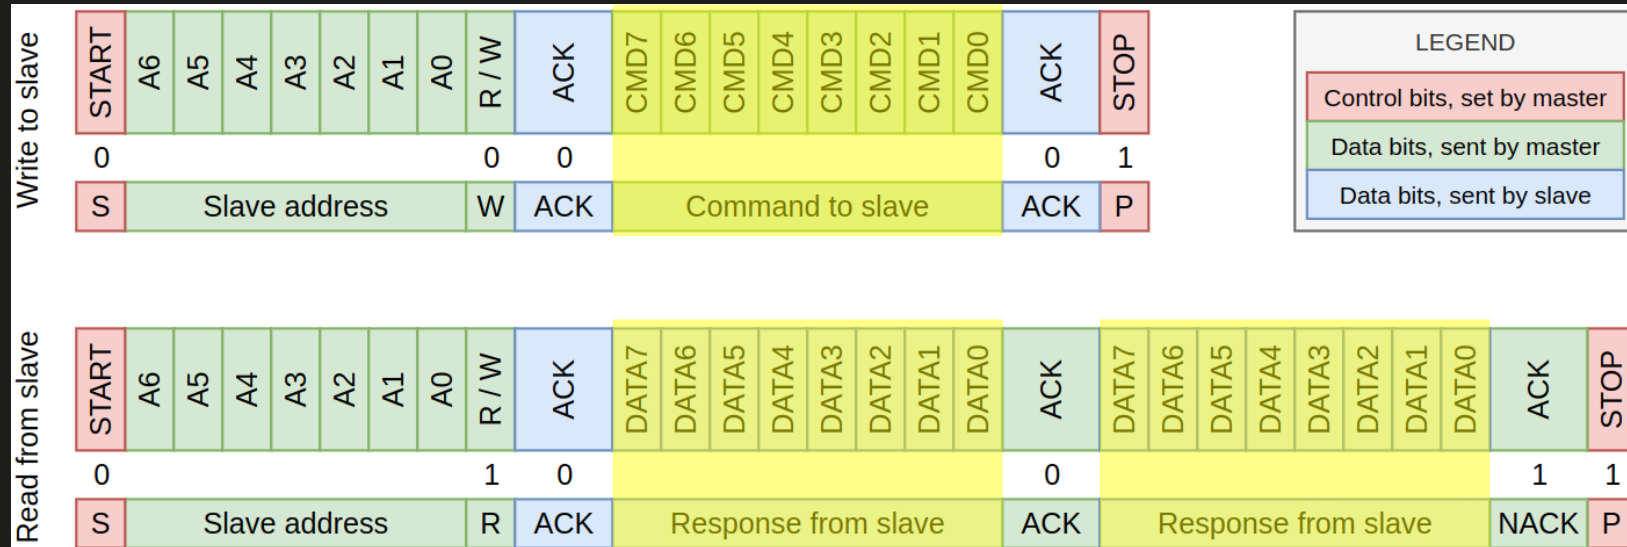 Write to slave
START A6 A5 A4 A3 A2 A1 A0 R / W ACK CMD7 CMD6 CMD5 CMD4 CMD3 CMD2 CMD1 CMD0 ACK STOP
0 0 0 0 1
S Slave address W ACK Command to slave ACK P
LEGEND
Control bits, set by master
Data bits, sent by master
Data bits, sent by slave
Read from slave
START A6 A5 A4 A3 A2 A1 A0 R / W ACK DATA7 DATA6 DATA5 DATA4 DATA3 DATA2 DATA1 DATA0 ACK DATA7 DATA6 DATA5 DATA4 DATA3 DATA2 DATA1 DATA0 ACK STOP
0 1 0 0 1 1
S Slave address R ACK Response from slave ACK Response from slave NACK P